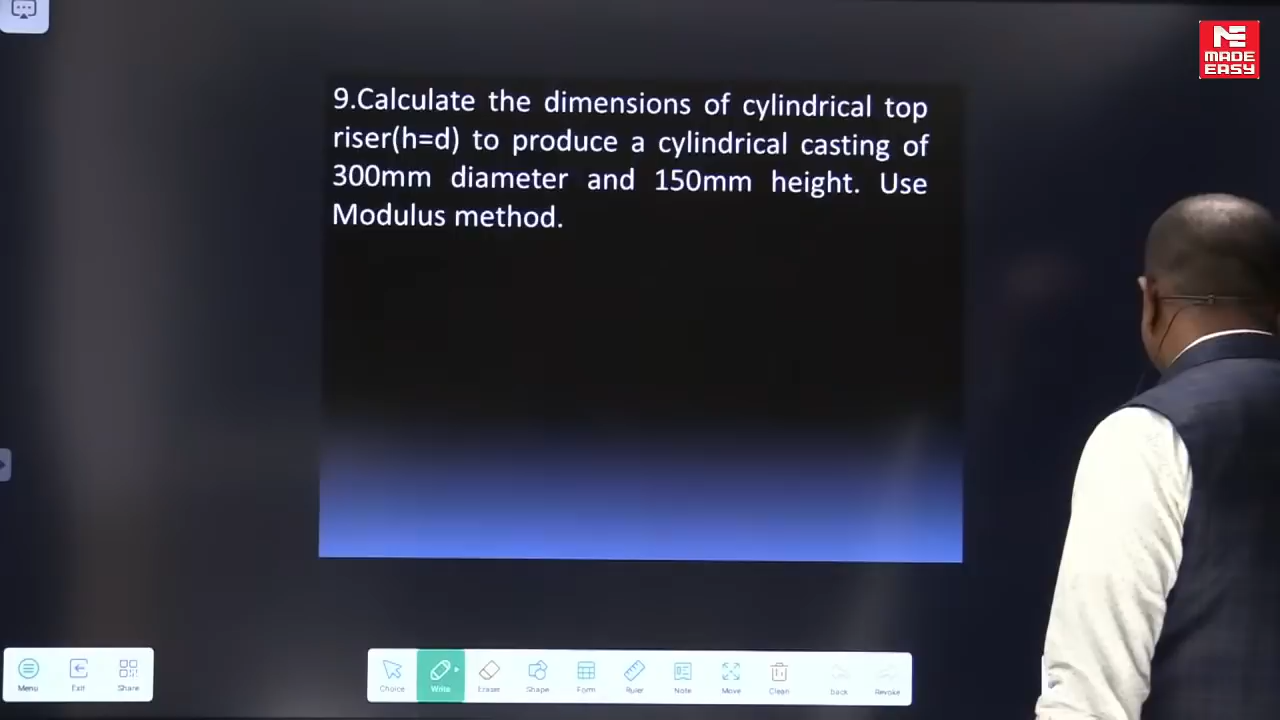 MADE
EASY
9.Calculate the dimensions of cylindrical top
riser(h=d) to produce a cylindrical casting of
300mm diameter and 150mm height. Use
Modulus method.
Menu
Exit
Share
Choice
Write
Eraser
Shape
Form
Ruler
Note
Move
Clean
back
Revoke